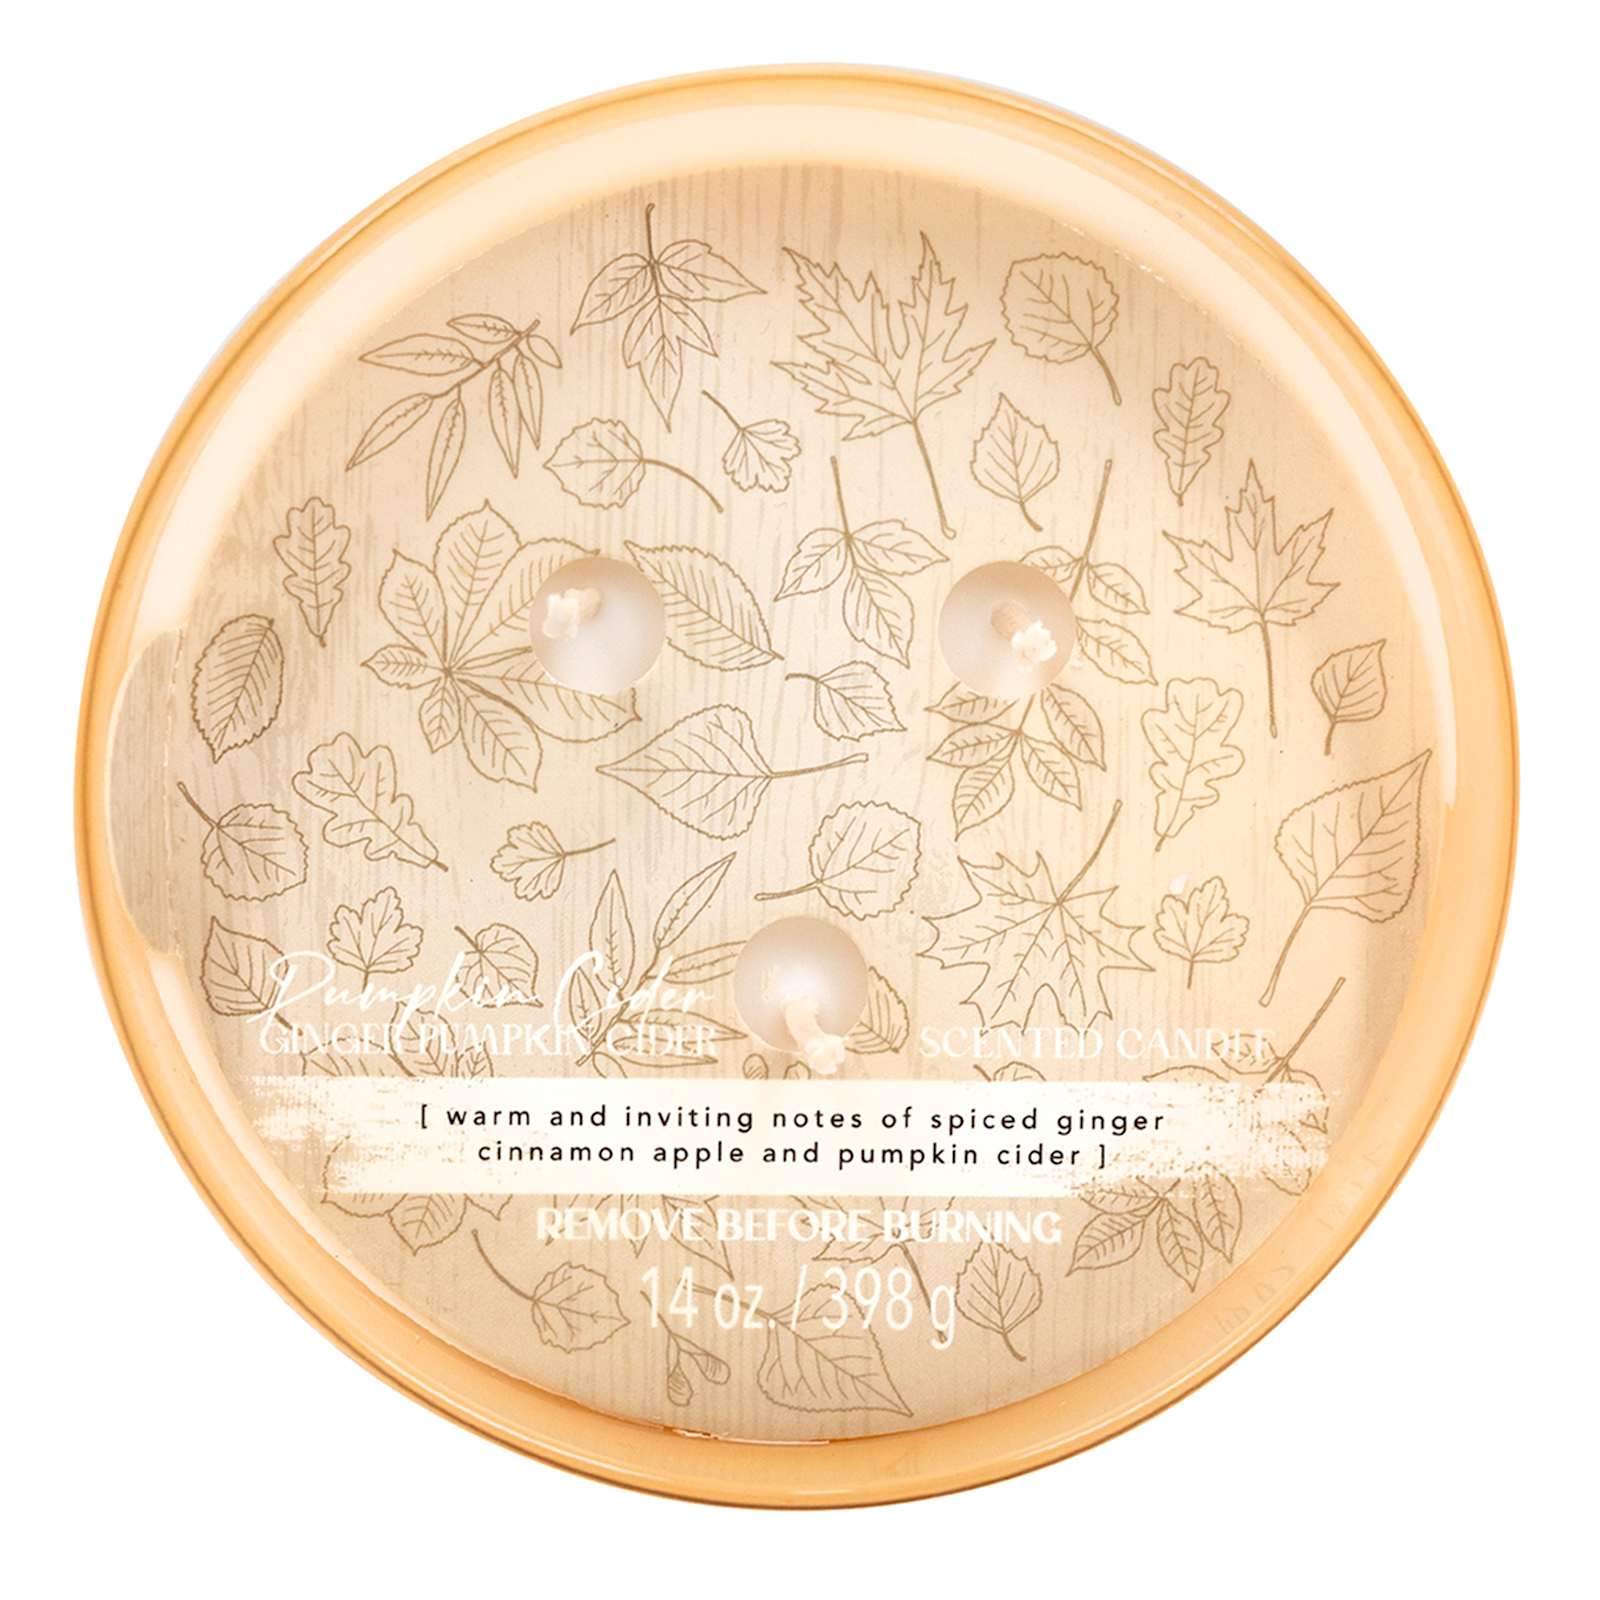 Pumpkin Cider
GINGER PUMPKIN CIDER SCENTED CANDLE
[ warm and inviting notes of spiced ginger
cinnamon apple and pumpkin cider ]
REMOVE BEFORE BURNING
14 oz. / 398 g